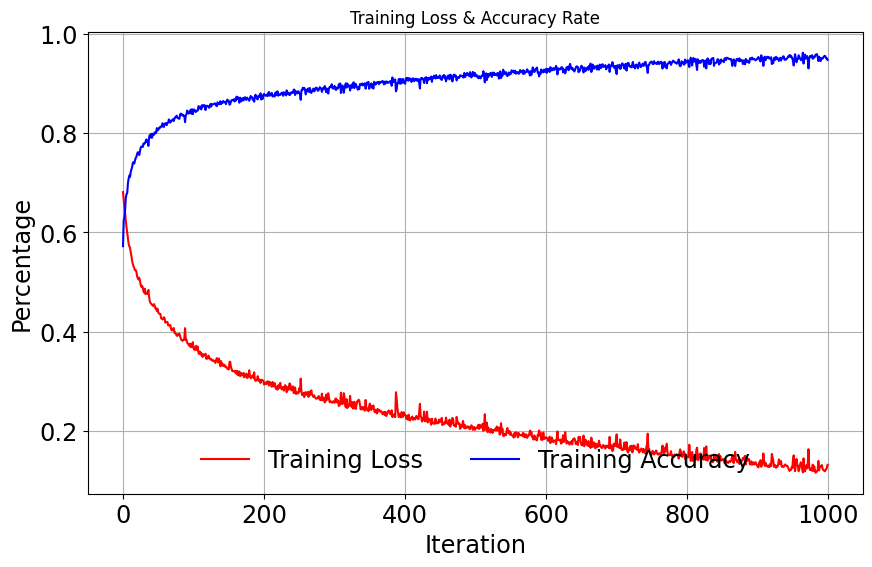 Training Loss & Accuracy Rate
1.0
0.8
0.6
0.4
0.2
Percentage
Training Loss Training Accuracy
0 200 400 600 800 1000
Iteration